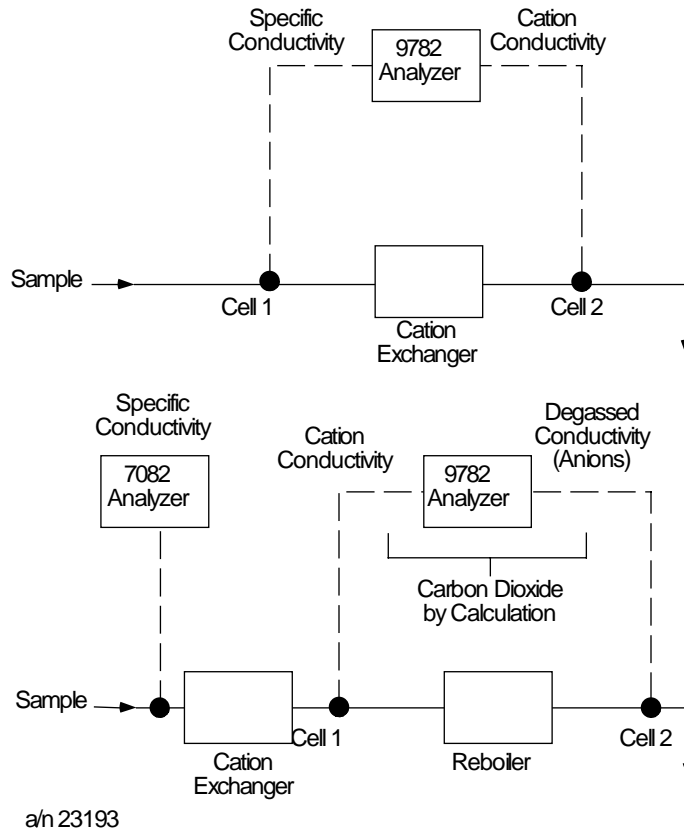 Specific
Conductivity
9782
Analyzer
Cation
Conductivity
Sample
Cell 1
Cell 2
Cation
Exchanger
Specific
Conductivity
7082
Analyzer
Cation
Conductivity
9782
Analyzer
Degassed
Conductivity
(Anions)
Carbon Dioxide
by Calculation
Sample
Cell 1
Cell 2
Cation
Exchanger
Reboiler
a/n 23193